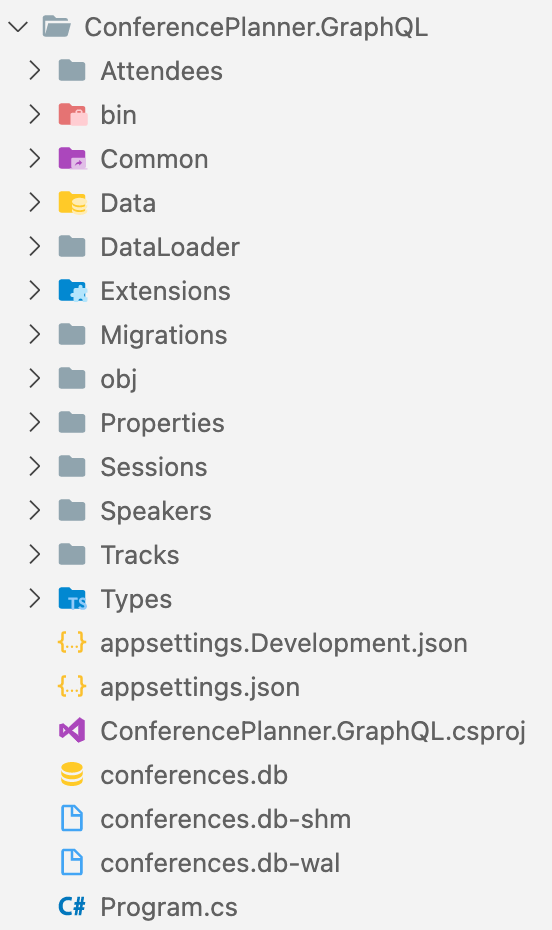 ConferencePlanner.GraphQL
Attendees
bin
Common
Data
DataLoader
Extensions
Migrations
obj
Properties
Sessions
Speakers
Tracks
TS Types
{...} appsettings.Development.json
{...} appsettings.json
ConferencePlanner.GraphQL.csproj
conferences.db
conferences.db-shm
conferences.db-wal
C# Program.cs